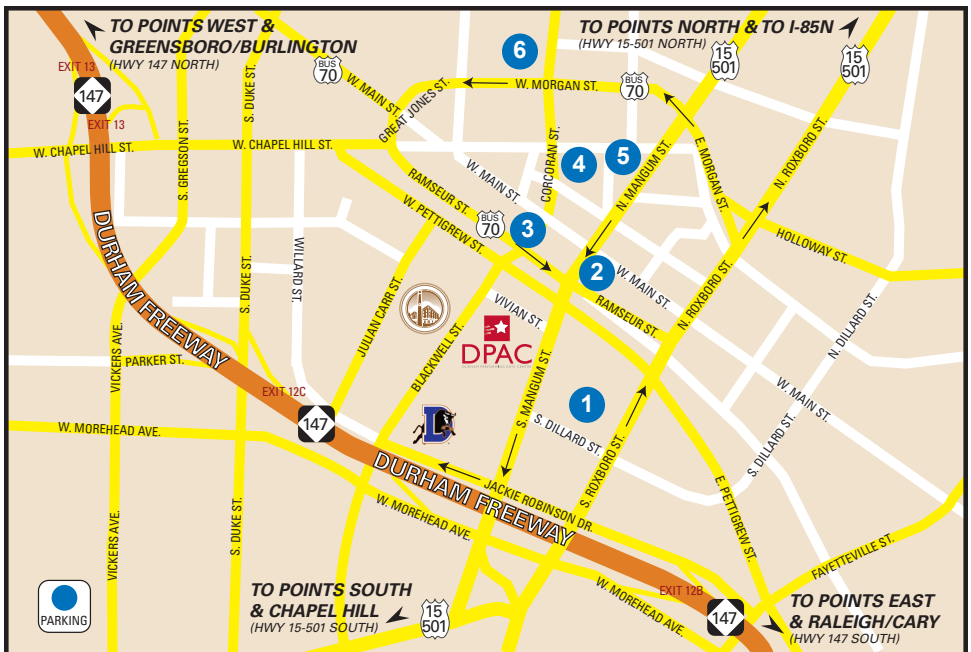 TO POINTS WEST &
GREENSBORO/BURLINGTON
(HWY 147 NORTH)
TO POINTS NORTH & TO I-85N
(HWY 15-501 NORTH)
6
15
501
15
501
EXIT 13
147
EXIT 13
BUS
70
W. MAIN ST.
GREAT JONES ST.
W. MORGAN ST.
BUS
70
S. DUKE ST.
S. GREGSON ST.
W. CHAPEL HILL ST.
W. CHAPEL HILL ST.
CORCORAN ST.
4
5
N. MANGUM ST.
E. MORGAN ST.
N. ROXBORO ST.
W. MAIN ST.
RAMSEUR ST.
W. PETTIGREW ST.
BUS
70
3
HOLLOWAY ST.
DURHAM FREEWAY
WILLARD ST.
S. DUKE ST.
2
W. MAIN ST.
N. ROXBORO ST.
RAMSEUR ST.
VIVIAN ST.
N. DILLARD ST.
JULIAN CARR ST.
BLACKWELL ST.
DPAC
DURHAM PERFORMING ARTS CENTER
VICKERS AVE.
PARKER ST.
S. MANGUM ST.
W. MAIN ST.
EXIT 12C
147
1
D
S. DILLARD ST.
S. DILLARD ST.
W. MOREHEAD AVE.
S. ROXBORO ST.
DURHAM FREEWAY
JACKIE ROBINSON DR.
W. MOREHEAD AVE.
VICKERS AVE.
S. DUKE ST.
E. PETTIGREW ST.
FAYETTEVILLE ST.
PARKING
TO POINTS SOUTH
& CHAPEL HILL
(HWY 15-501 SOUTH)
15
501
W. MOREHEAD AVE.
EXIT 12B
147
TO POINTS EAST
& RALEIGH/CARY
(HWY 147 SOUTH)